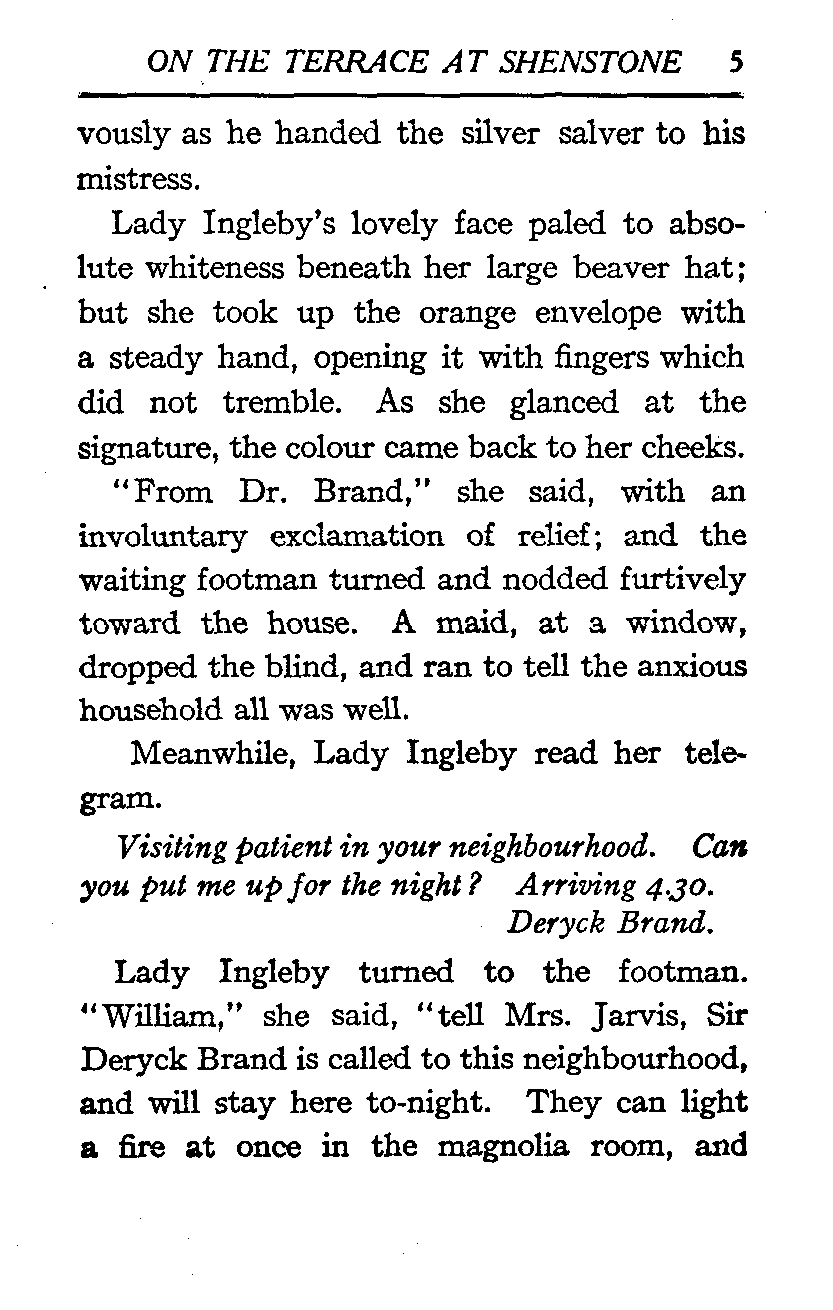 ON THE TERRACE AT SHENSTONE 5
vously as he handed the silver salver to his
mistress.
Lady Ingleby's lovely face paled to abso-
lute whiteness beneath her large beaver hat;
but she took up the orange envelope with
a steady hand, opening it with fingers which
did not tremble. As she glanced at the
signature, the colour came back to her cheeks.
"From Dr. Brand," she said, with an
involuntary exclamation of relief; and the
waiting footman turned and nodded furtively
toward the house. A maid, at a window,
dropped the blind, and ran to tell the anxious
household all was well.
Meanwhile, Lady Ingleby read her tele-
gram.
Visiting patient in your neighbourhood. Can
you put me up for the night? Arriving 4.30.
Deryck Brand.
Lady Ingleby turned to the footman.
"William," she said, "tell Mrs. Jarvis, Sir
Deryck Brand is called to this neighbourhood,
and will stay here to-night. They can light
a fire at once in the magnolia room, and